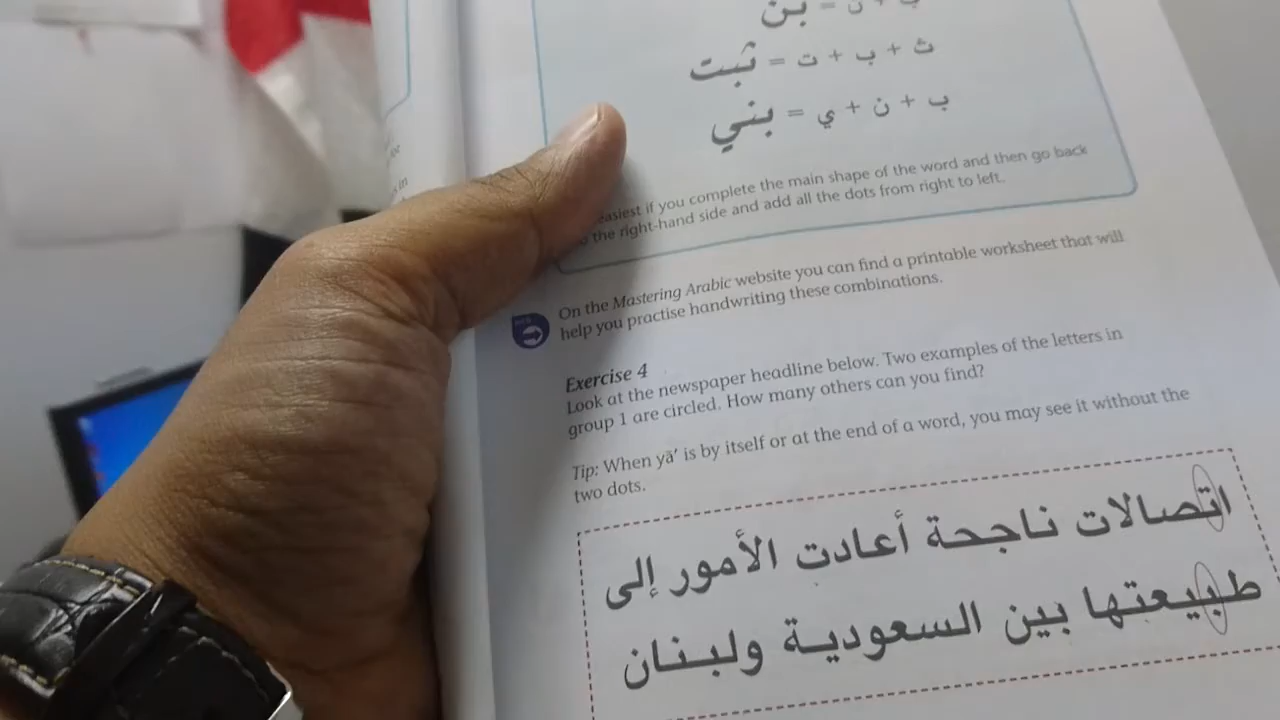 ب + ن = بن
ث + ب + ت = ثبت
ب + ن + ي = بني
easiest if you complete the main shape of the word and then go back
the right-hand side and add all the dots from right to left.
On the Mastering Arabic website you can find a printable worksheet that will
help you practise handwriting these combinations.
Exercise 4
Look at the newspaper headline below. Two examples of the letters in
group 1 are circled. How many others can you find?
Tip: When yā’ is by itself or at the end of a word, you may see it without the
two dots.
اتصالات ناجحة أعادت الأمور إلى
طبيعتها بين السعودية ولبنان